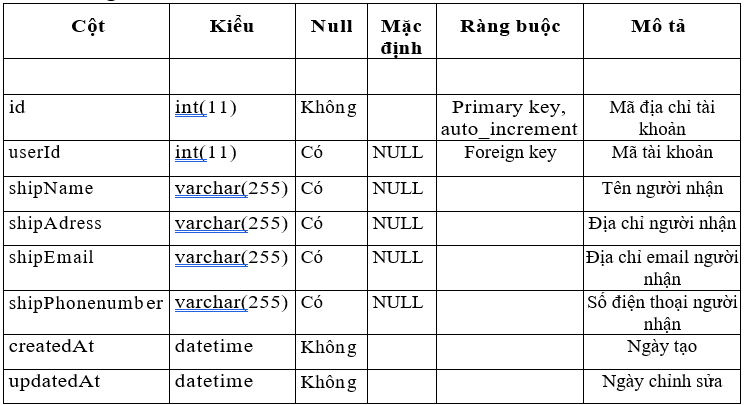 Cột Kiểu Null Mặc định Ràng buộc Mô tả
id int(11) Không Primary key, auto_increment Mã địa chỉ tài khoản
userId int(11) Có NULL Foreign key Mã tài khoản
shipName varchar(255) Có NULL Tên người nhận
shipAdress varchar(255) Có NULL Địa chỉ người nhận
shipEmail varchar(255) Có NULL Địa chỉ email người nhận
shipPhonenumber varchar(255) Có NULL Số điện thoại người nhận
createdAt datetime Không Ngày tạo
updatedAt datetime Không Ngày chỉnh sửa